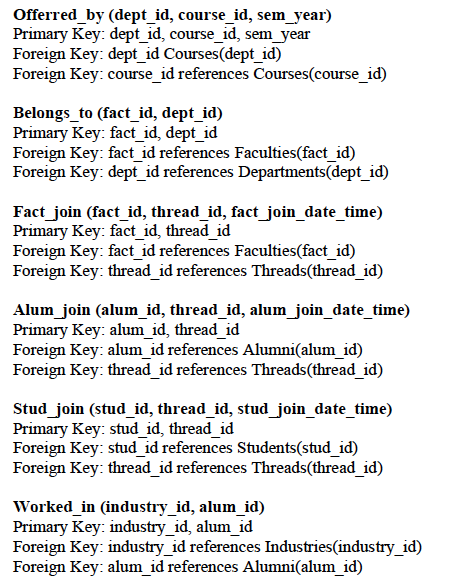 Offerred_by (dept_id, course_id, sem_year)
Primary Key: dept_id, course_id, sem_year
Foreign Key: dept_id Courses(dept_id)
Foreign Key: course_id references Courses(course_id)
Belongs_to (fact_id, dept_id)
Primary Key: fact_id, dept_id
Foreign Key: fact_id references Faculties(fact_id)
Foreign Key: dept_id references Departments(dept_id)
Fact_join (fact_id, thread_id, fact_join_date_time)
Primary Key: fact_id, thread_id
Foreign Key: fact_id references Faculties(fact_id)
Foreign Key: thread_id references Threads(thread_id)
Alum_join (alum_id, thread_id, alum_join_date_time)
Primary Key: alum_id, thread_id
Foreign Key: alum_id references Alumni(alum_id)
Foreign Key: thread_id references Threads(thread_id)
Stud_join (stud_id, thread_id, stud_join_date_time)
Primary Key: stud_id, thread_id
Foreign Key: stud_id references Students(stud_id)
Foreign Key: thread_id references Threads(thread_id)
Worked_in (industry_id, alum_id)
Primary Key: industry_id, alum_id
Foreign Key: industry_id references Industries(industry_id)
Foreign Key: alum_id references Alumni(alum_id)